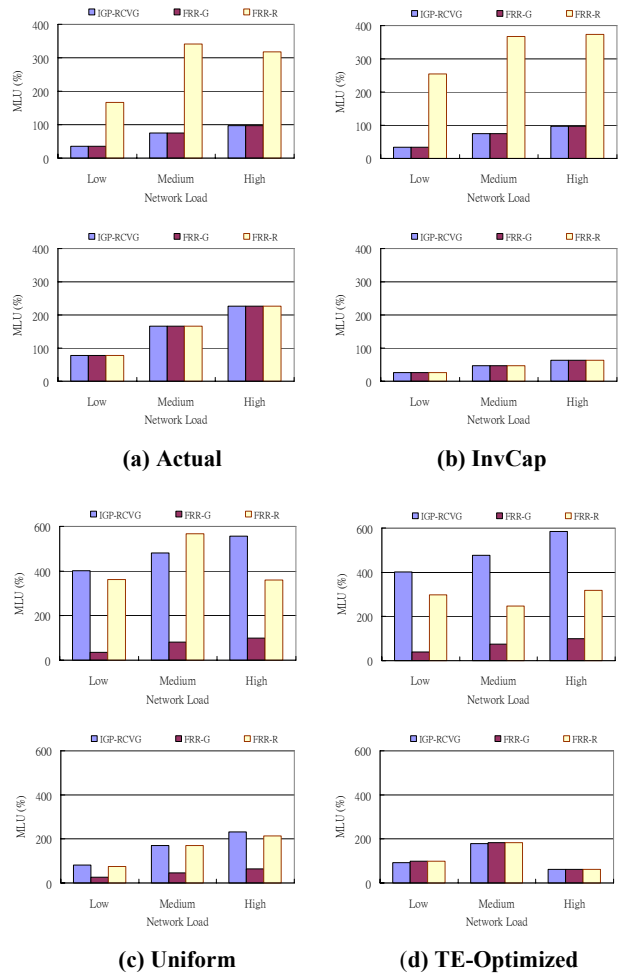 IGP-RCVG FRR-G FRR-R IGP-RCVG FRR-G FRR-R
400 400
300 300
200 200
100 100
0 0
MLU (%) MLU (%)
Low Medium High Low Medium High
Network Load Network Load
IGP-RCVG FRR-G FRR-R IGP-RCVG FRR-G FRR-R
400 400
300 300
200 200
100 100
0 0
MLU (%) MLU (%)
Low Medium High Low Medium High
Network Load Network Load
(a) Actual (b) InvCap
IGP-RCVG FRR-G FRR-R IGP-RCVG FRR-G FRR-R
600 600
400 400
200 200
0 0
MLU (%) MLU (%)
Low Medium High Low Medium High
Network Load Network Load
IGP-RCVG FRR-G FRR-R IGP-RCVG FRR-G FRR-R
600 600
400 400
200 200
0 0
MLU (%) MLU (%)
Low Medium High Low Medium High
Network Load Network Load
(c) Uniform (d) TE-Optimized